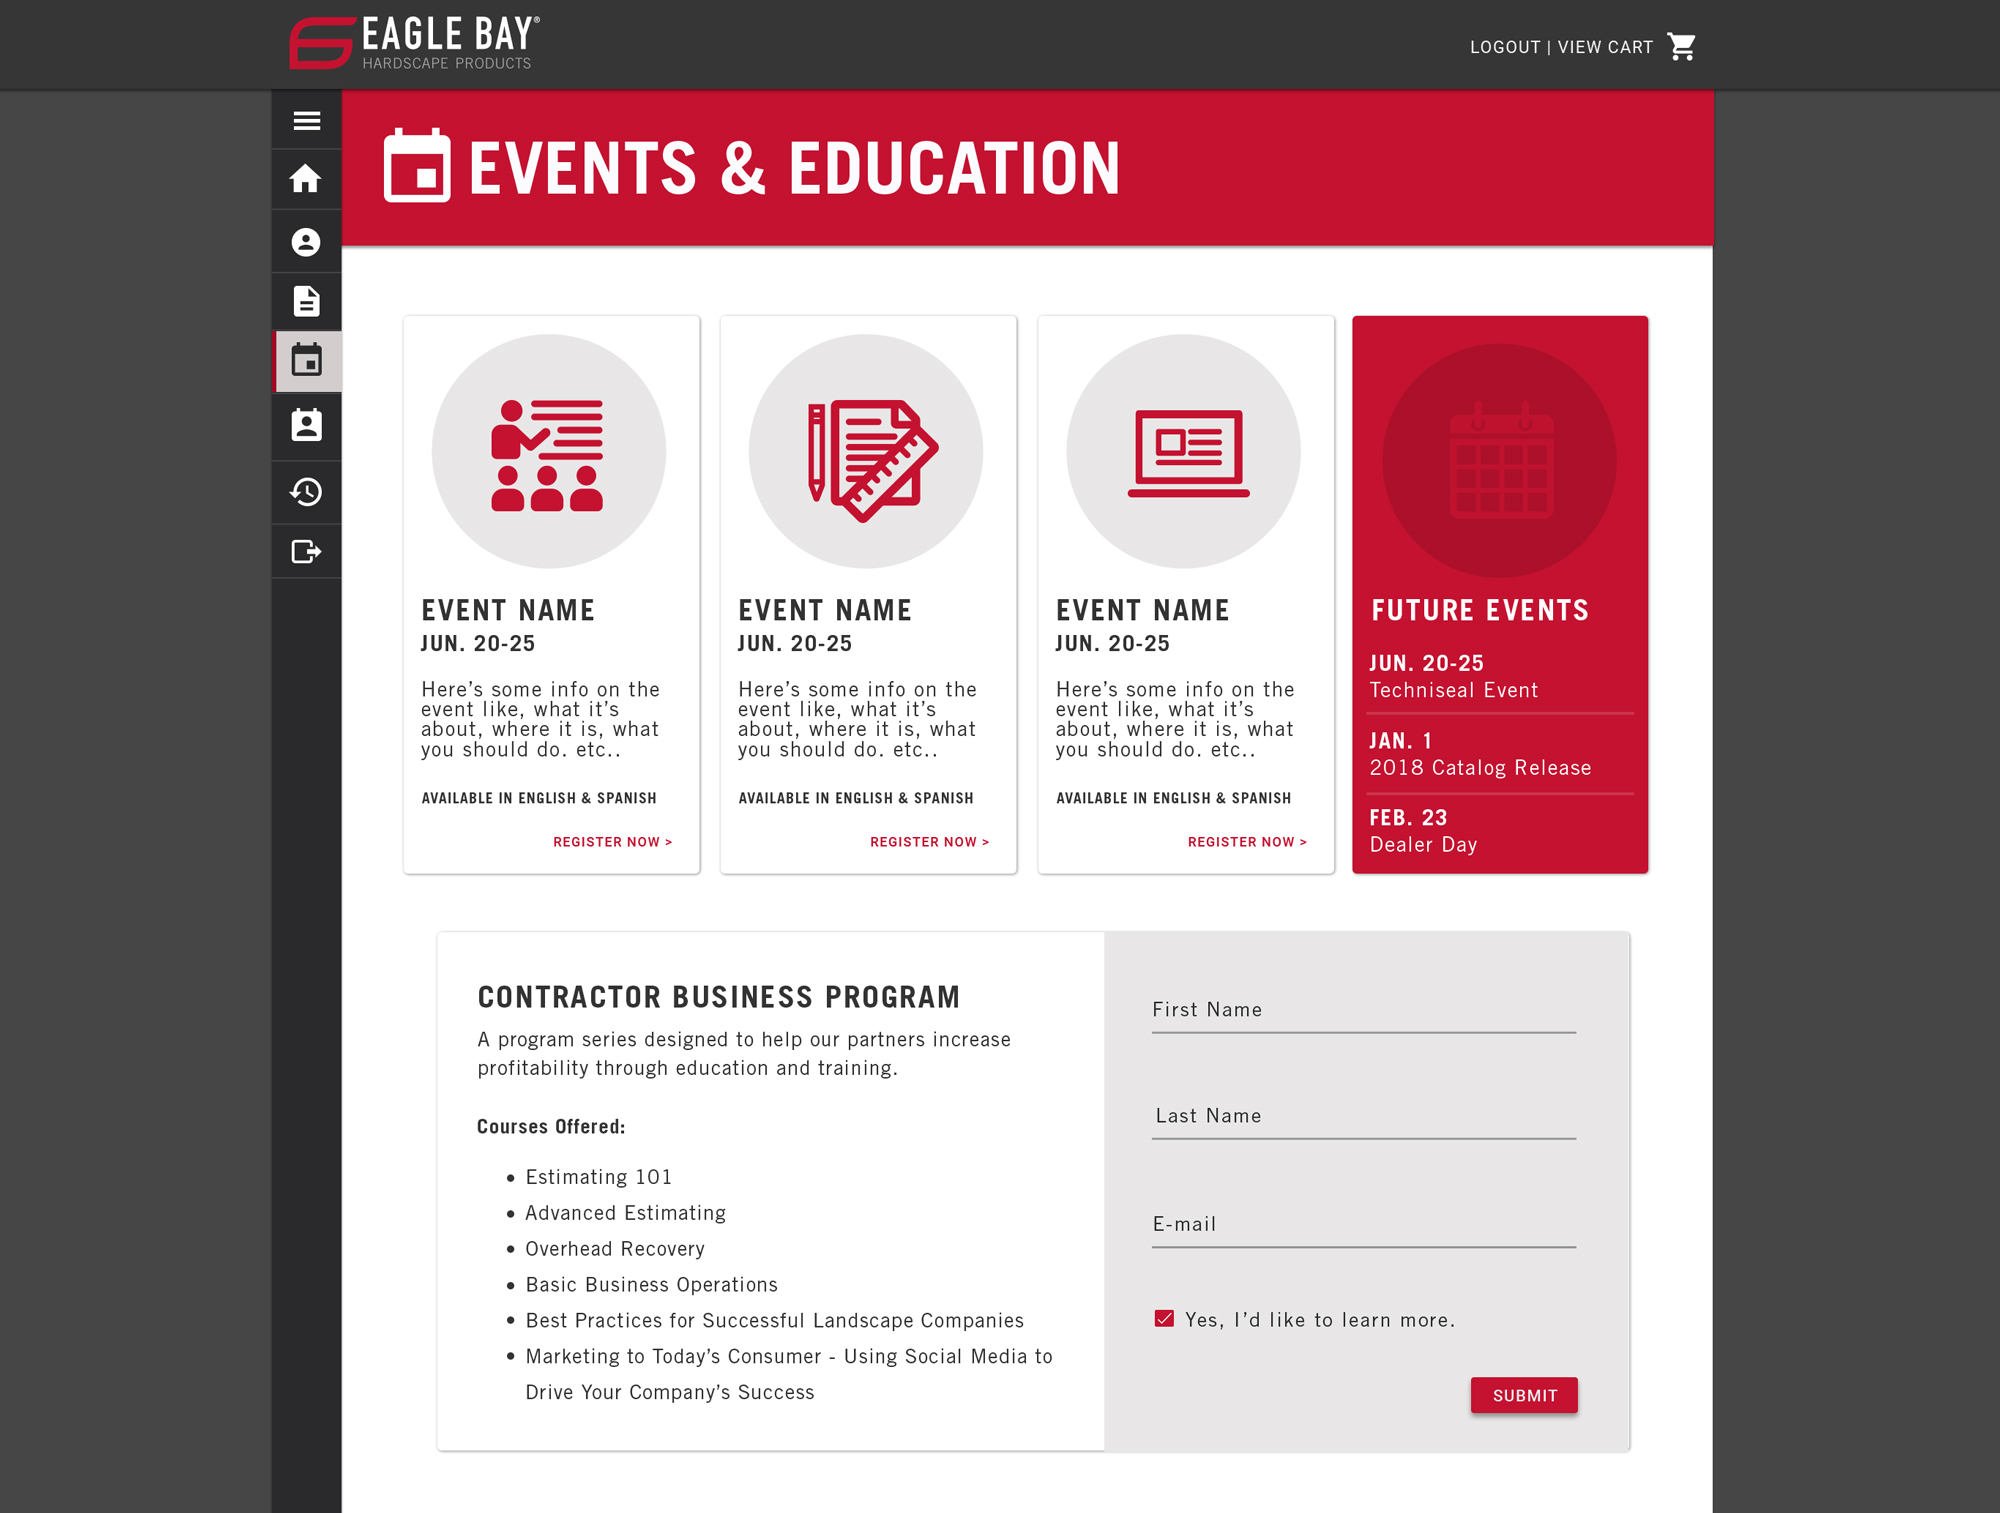 EAGLE BAY®
HARDSCAPE PRODUCTS
LOGOUT | VIEW CART
EVENTS & EDUCATION
EVENT NAME
JUN. 20-25
Here’s some info on the
event like, what it’s
about, where it is, what
you should do. etc..
AVAILABLE IN ENGLISH & SPANISH
REGISTER NOW >
EVENT NAME
JUN. 20-25
Here’s some info on the
event like, what it’s
about, where it is, what
you should do. etc..
AVAILABLE IN ENGLISH & SPANISH
REGISTER NOW >
EVENT NAME
JUN. 20-25
Here’s some info on the
event like, what it’s
about, where it is, what
you should do. etc..
AVAILABLE IN ENGLISH & SPANISH
REGISTER NOW >
FUTURE EVENTS
JUN. 20-25
Techniseal Event
JAN. 1
2018 Catalog Release
FEB. 23
Dealer Day
CONTRACTOR BUSINESS PROGRAM
A program series designed to help our partners increase
profitability through education and training.
Courses Offered:
• Estimating 101
• Advanced Estimating
• Overhead Recovery
• Basic Business Operations
• Best Practices for Successful Landscape Companies
• Marketing to Today’s Consumer - Using Social Media to
Drive Your Company’s Success
First Name
Last Name
E-mail
Yes, I’d like to learn more.
SUBMIT